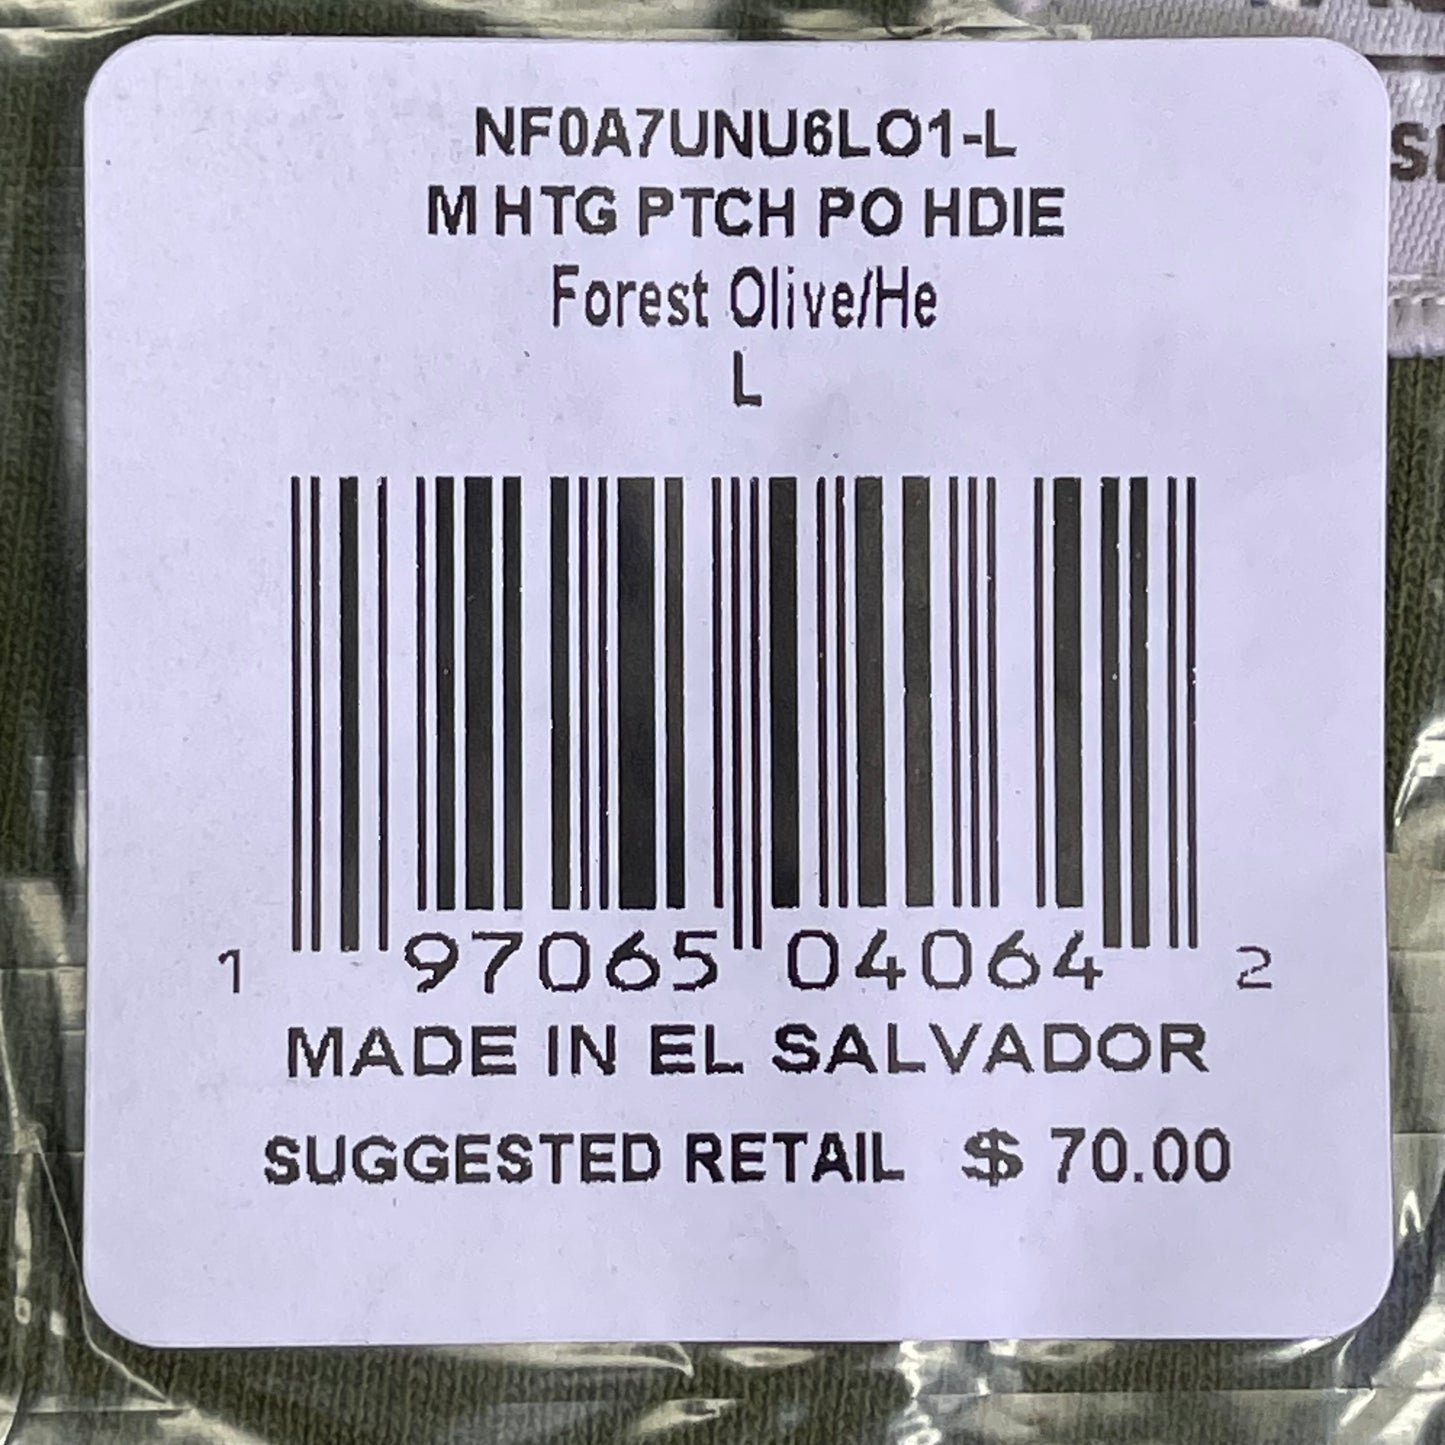 NF0A7UNU6LO1-L
M HTG PTCH PO HDIE
Forest Olive/He
L
1 97065 04064 2
MADE IN EL SALVADOR
SUGGESTED RETAIL $ 70.00